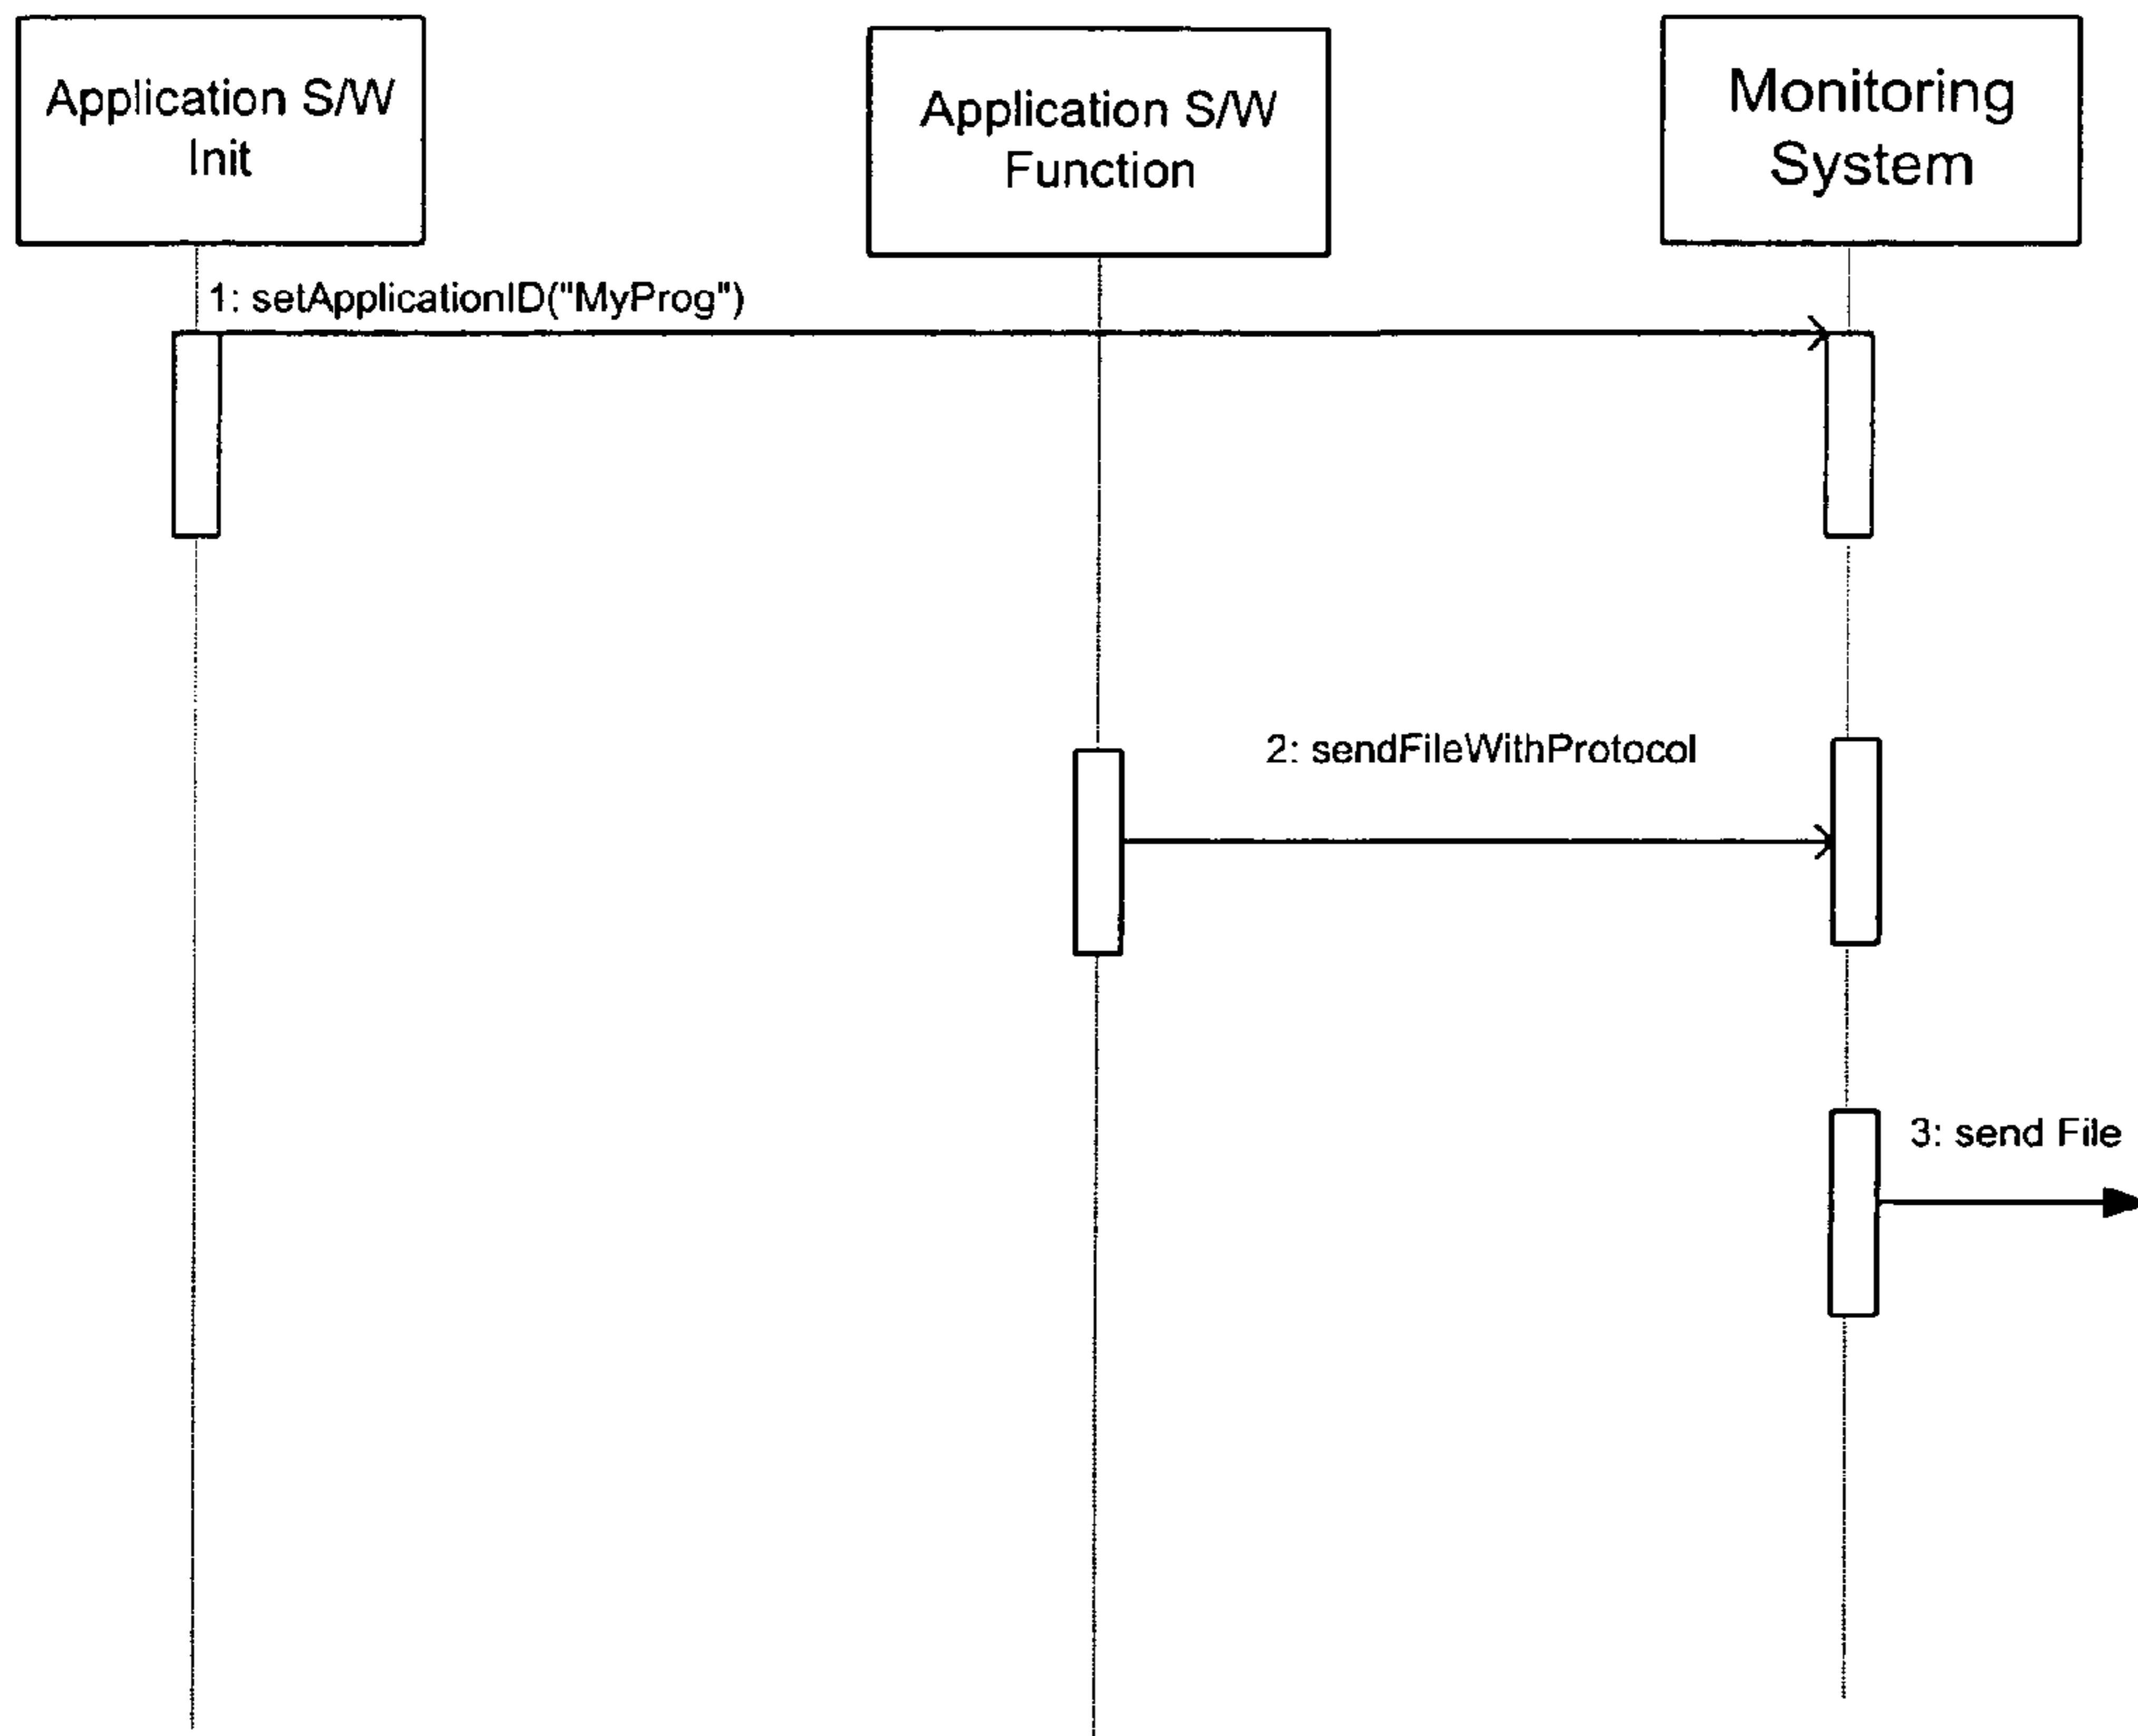 Application S/W
Init
Application S/W
Function
Monitoring
System
1: setApplicationID("MyProg")
2: sendFileWithProtocol
3: send File